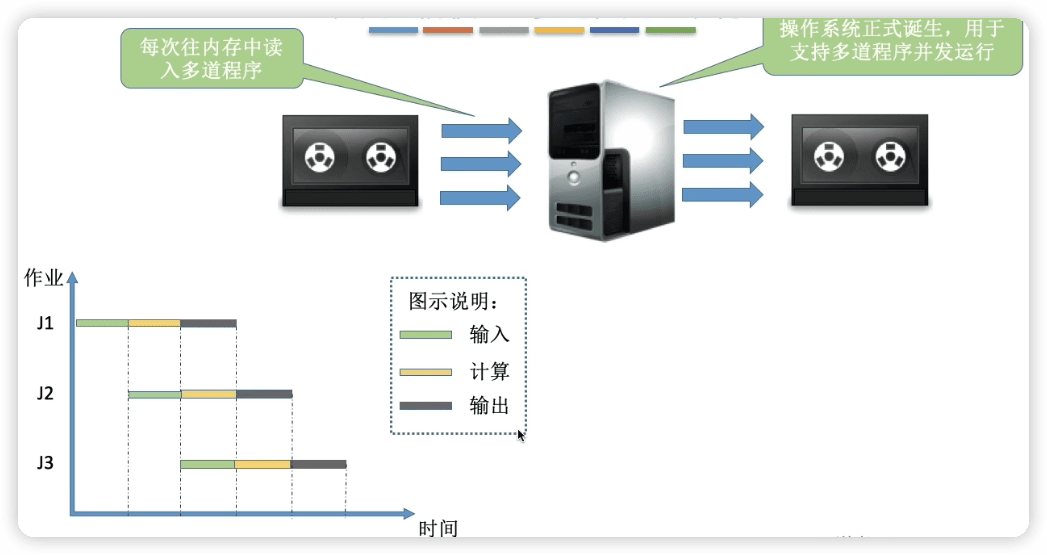 每次往内存中读
入多道程序
操作系统正式诞生，用于
支持多道程序并发运行
作业
J1
J2
J3
图示说明：
输入
计算
输出
时间